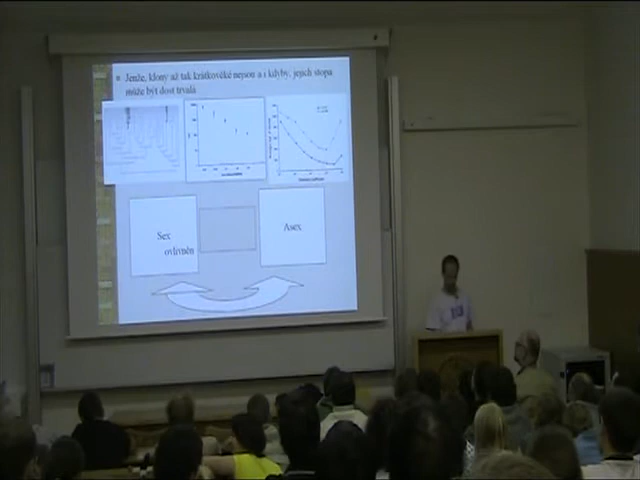 Jenže, klony až tak krátkověké nejsou a i kdyby, jejich stopa
může být dost trvalá
Sex
ovlivněn
Asex